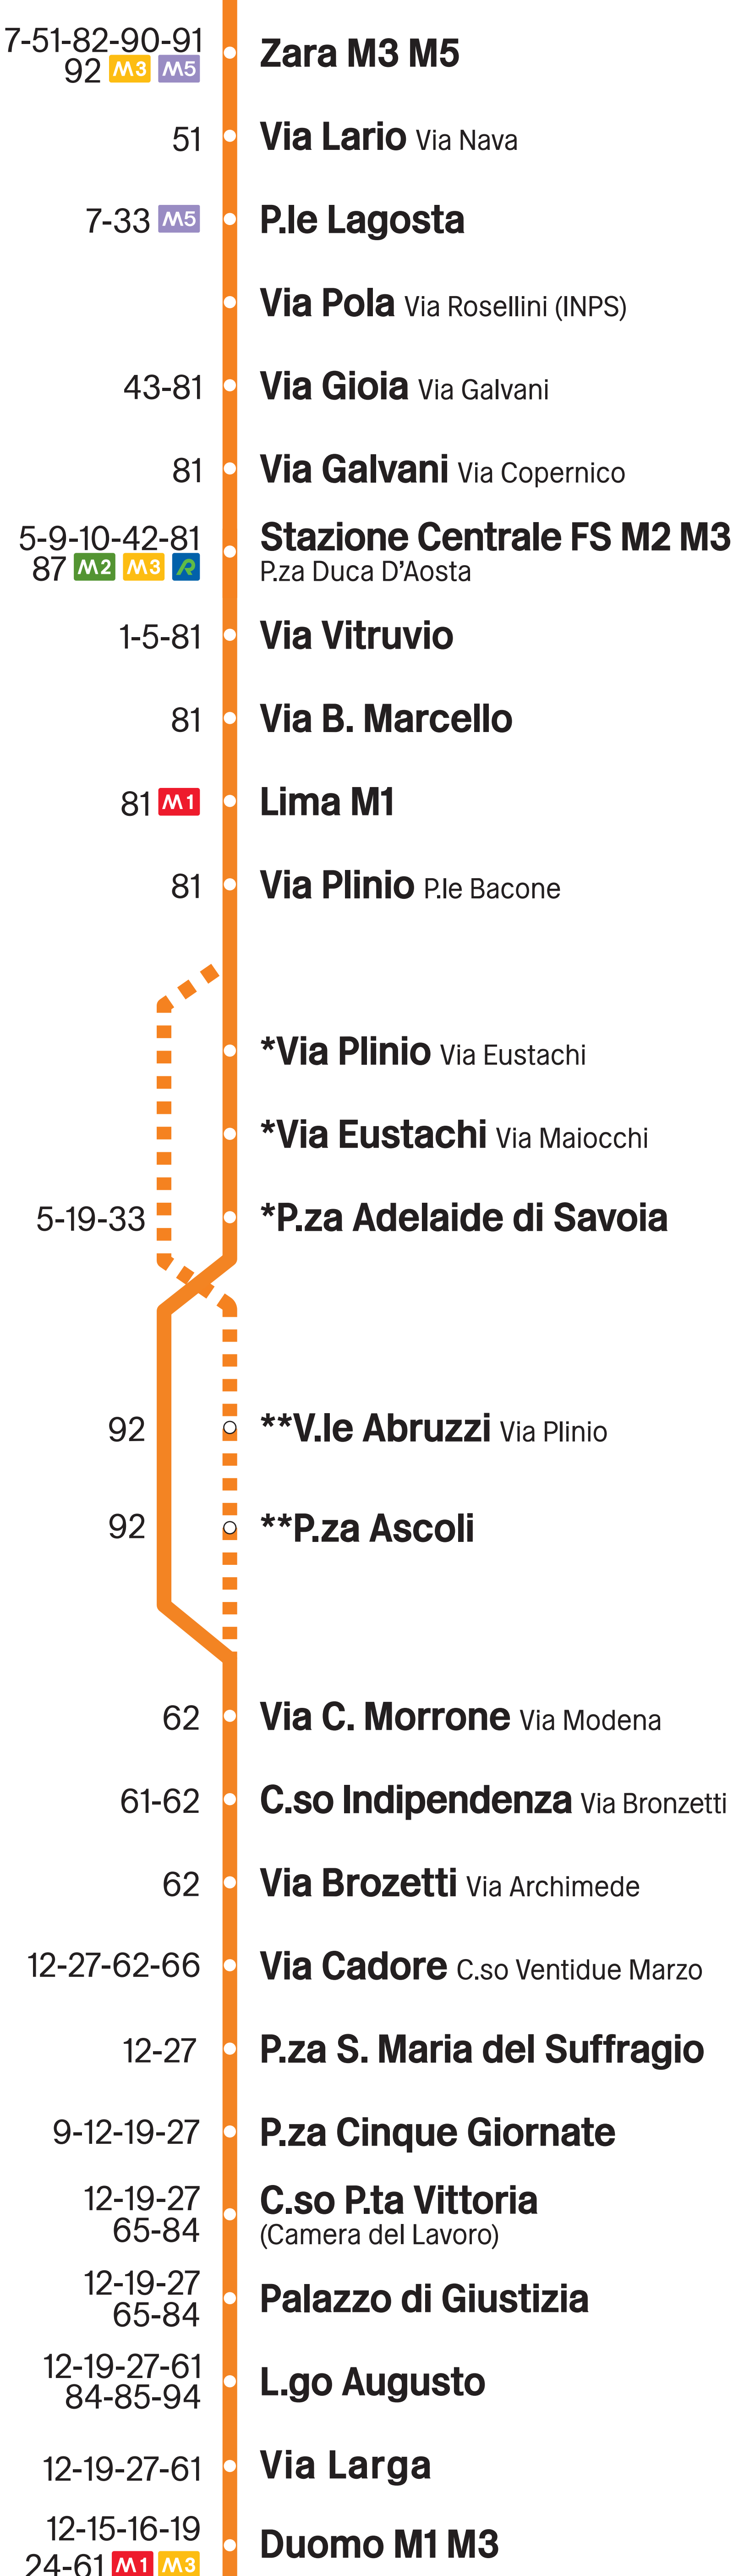 7-51-82-90-91
92 M3 M5
Zara M3 M5
51
Via Lario Via Nava
7-33 M5
P.le Lagosta
Via Pola Via Rosellini (INPS)
43-81
Via Gioia Via Galvani
81
Via Galvani Via Copernico
5-9-10-42-81
87 M2 M3 R
Stazione Centrale FS M2 M3
P.za Duca D’Aosta
1-5-81
Via Vitruvio
81
Via B. Marcello
81 M1
Lima M1
81
Via Plinio P.le Bacone
*Via Plinio Via Eustachi
*Via Eustachi Via Maiocchi
5-19-33
*P.za Adelaide di Savoia
92
**V.le Abruzzi Via Plinio
92
**P.za Ascoli
62
Via C. Morrone Via Modena
61-62
C.so Indipendenza Via Bronzetti
62
Via Brozetti Via Archimede
12-27-62-66
Via Cadore C.so Ventidue Marzo
12-27
P.za S. Maria del Suffragio
9-12-19-27
P.za Cinque Giornate
12-19-27
65-84
C.so P.ta Vittoria
(Camera del Lavoro)
12-19-27
65-84
Palazzo di Giustizia
12-19-27-61
84-85-94
L.go Augusto
12-19-27-61
Via Larga
12-15-16-19
24-61 M1 M3
Duomo M1 M3